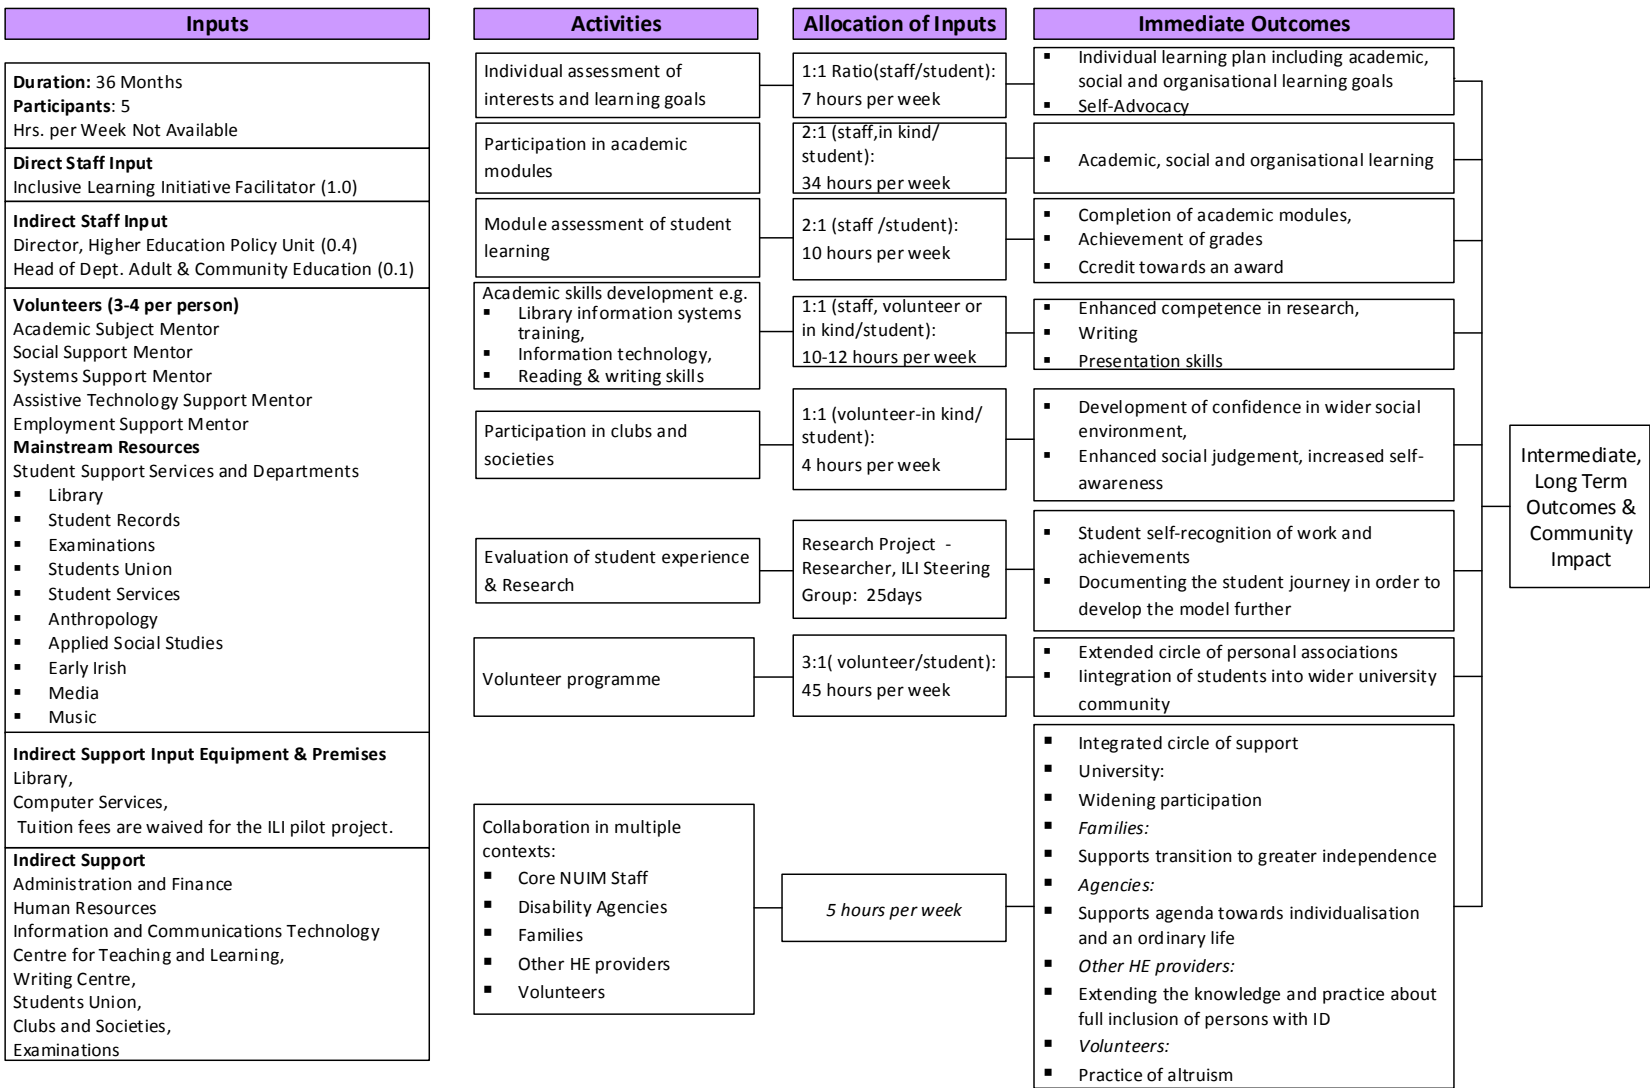 Inputs
Duration: 36 Months
Participants: 5
Hrs. per Week Not Available
Direct Staff Input
Inclusive Learning Initiative Facilitator (1.0)
Indirect Staff Input
Director, Higher Education Policy Unit (0.4)
Head of Dept. Adult & Community Education (0.1)
Volunteers (3-4 per person)
Academic Subject Mentor
Social Support Mentor
Systems Support Mentor
Assistive Technology Support Mentor
Employment Support Mentor
Mainstream Resources
Student Support Services and Departments
▪ Library
▪ Student Records
▪ Examinations
▪ Students Union
▪ Student Services
▪ Anthropology
▪ Applied Social Studies
▪ Early Irish
▪ Media
▪ Music
Indirect Support Input Equipment & Premises
Library,
Computer Services,
Tuition fees are waived for the ILI pilot project.
Indirect Support
Administration and Finance
Human Resources
Information and Communications Technology
Centre for Teaching and Learning,
Writing Centre,
Students Union,
Clubs and Societies,
Examinations
Activities
Individual assessment of
interests and learning goals
Participation in academic
modules
Module assessment of student
learning
Academic skills development e.g.
▪ Library information systems
training,
▪ Information technology,
▪ Reading & writing skills
Participation in clubs and
societies
Evaluation of student experience
& Research
Volunteer programme
Collaboration in multiple
contexts:
▪ Core NUIM Staff
▪ Disability Agencies
▪ Families
▪ Other HE providers
▪ Volunteers
Allocation of Inputs
1:1 Ratio(staff/student):
7 hours per week
2:1 (staff,in kind/
student):
34 hours per week
2:1 (staff /student):
10 hours per week
1:1 (staff, volunteer or
in kind/student):
10-12 hours per week
1:1 (volunteer-in kind/
student):
4 hours per week
Research Project -
Researcher, ILI Steering
Group: 25days
3:1( volunteer/student):
45 hours per week
5 hours per week
Immediate Outcomes
▪ Individual learning plan including academic,
social and organisational learning goals
▪ Self-Advocacy
▪ Academic, social and organisational learning
▪ Completion of academic modules,
▪ Achievement of grades
▪ Ccredit towards an award
▪ Enhanced competence in research,
▪ Writing
▪ Presentation skills
▪ Development of confidence in wider social
environment,
▪ Enhanced social judgement, increased self-
awareness
▪ Student self-recognition of work and
achievements
▪ Documenting the student journey in order to
develop the model further
▪ Extended circle of personal associations
▪ Iintegration of students into wider university
community
▪ Integrated circle of support
▪ University:
▪ Widening participation
▪ Families:
▪ Supports transition to greater independence
▪ Agencies:
▪ Supports agenda towards individualisation
and an ordinary life
▪ Other HE providers:
▪ Extending the knowledge and practice about
full inclusion of persons with ID
▪ Volunteers:
▪ Practice of altruism
Intermediate,
Long Term
Outcomes &
Community
Impact